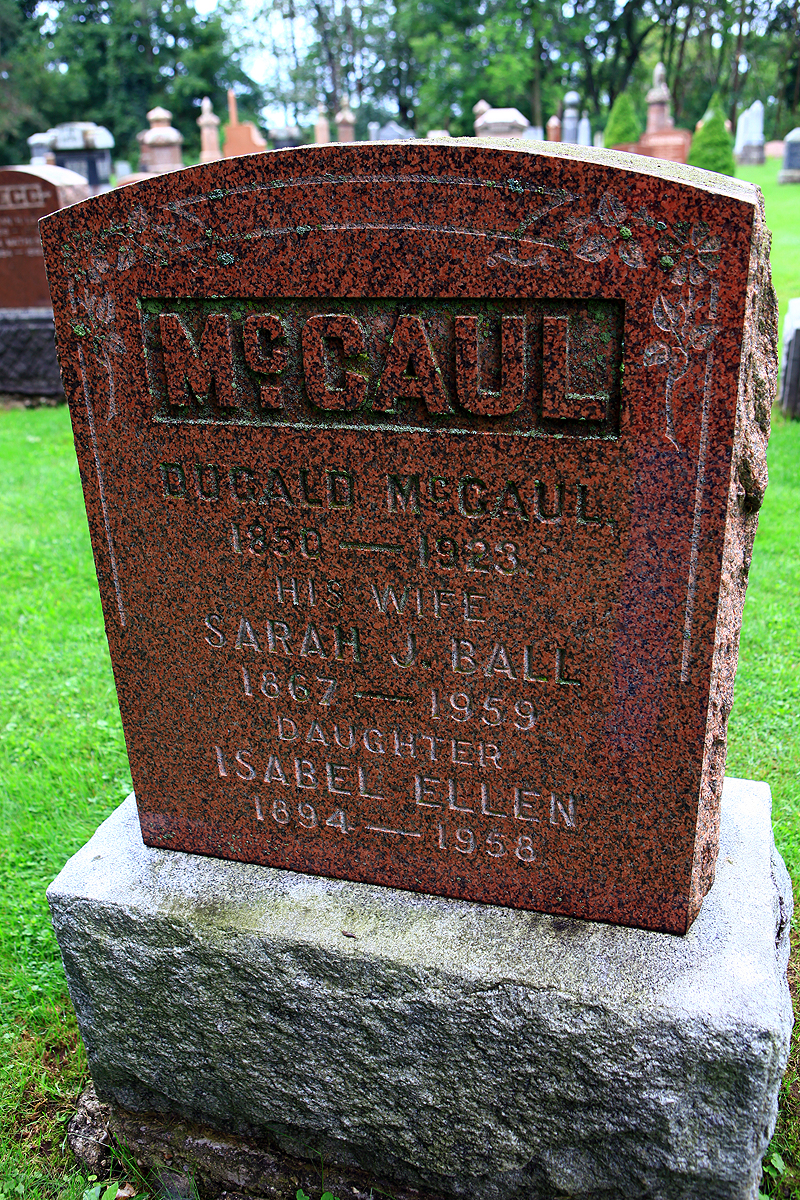 McCAUL
DUGALD McCAUL,
1850 — 1923.
HIS WIFE
SARAH J. BALL
1867 — 1959
DAUGHTER
ISABEL ELLEN
1894 — 1958